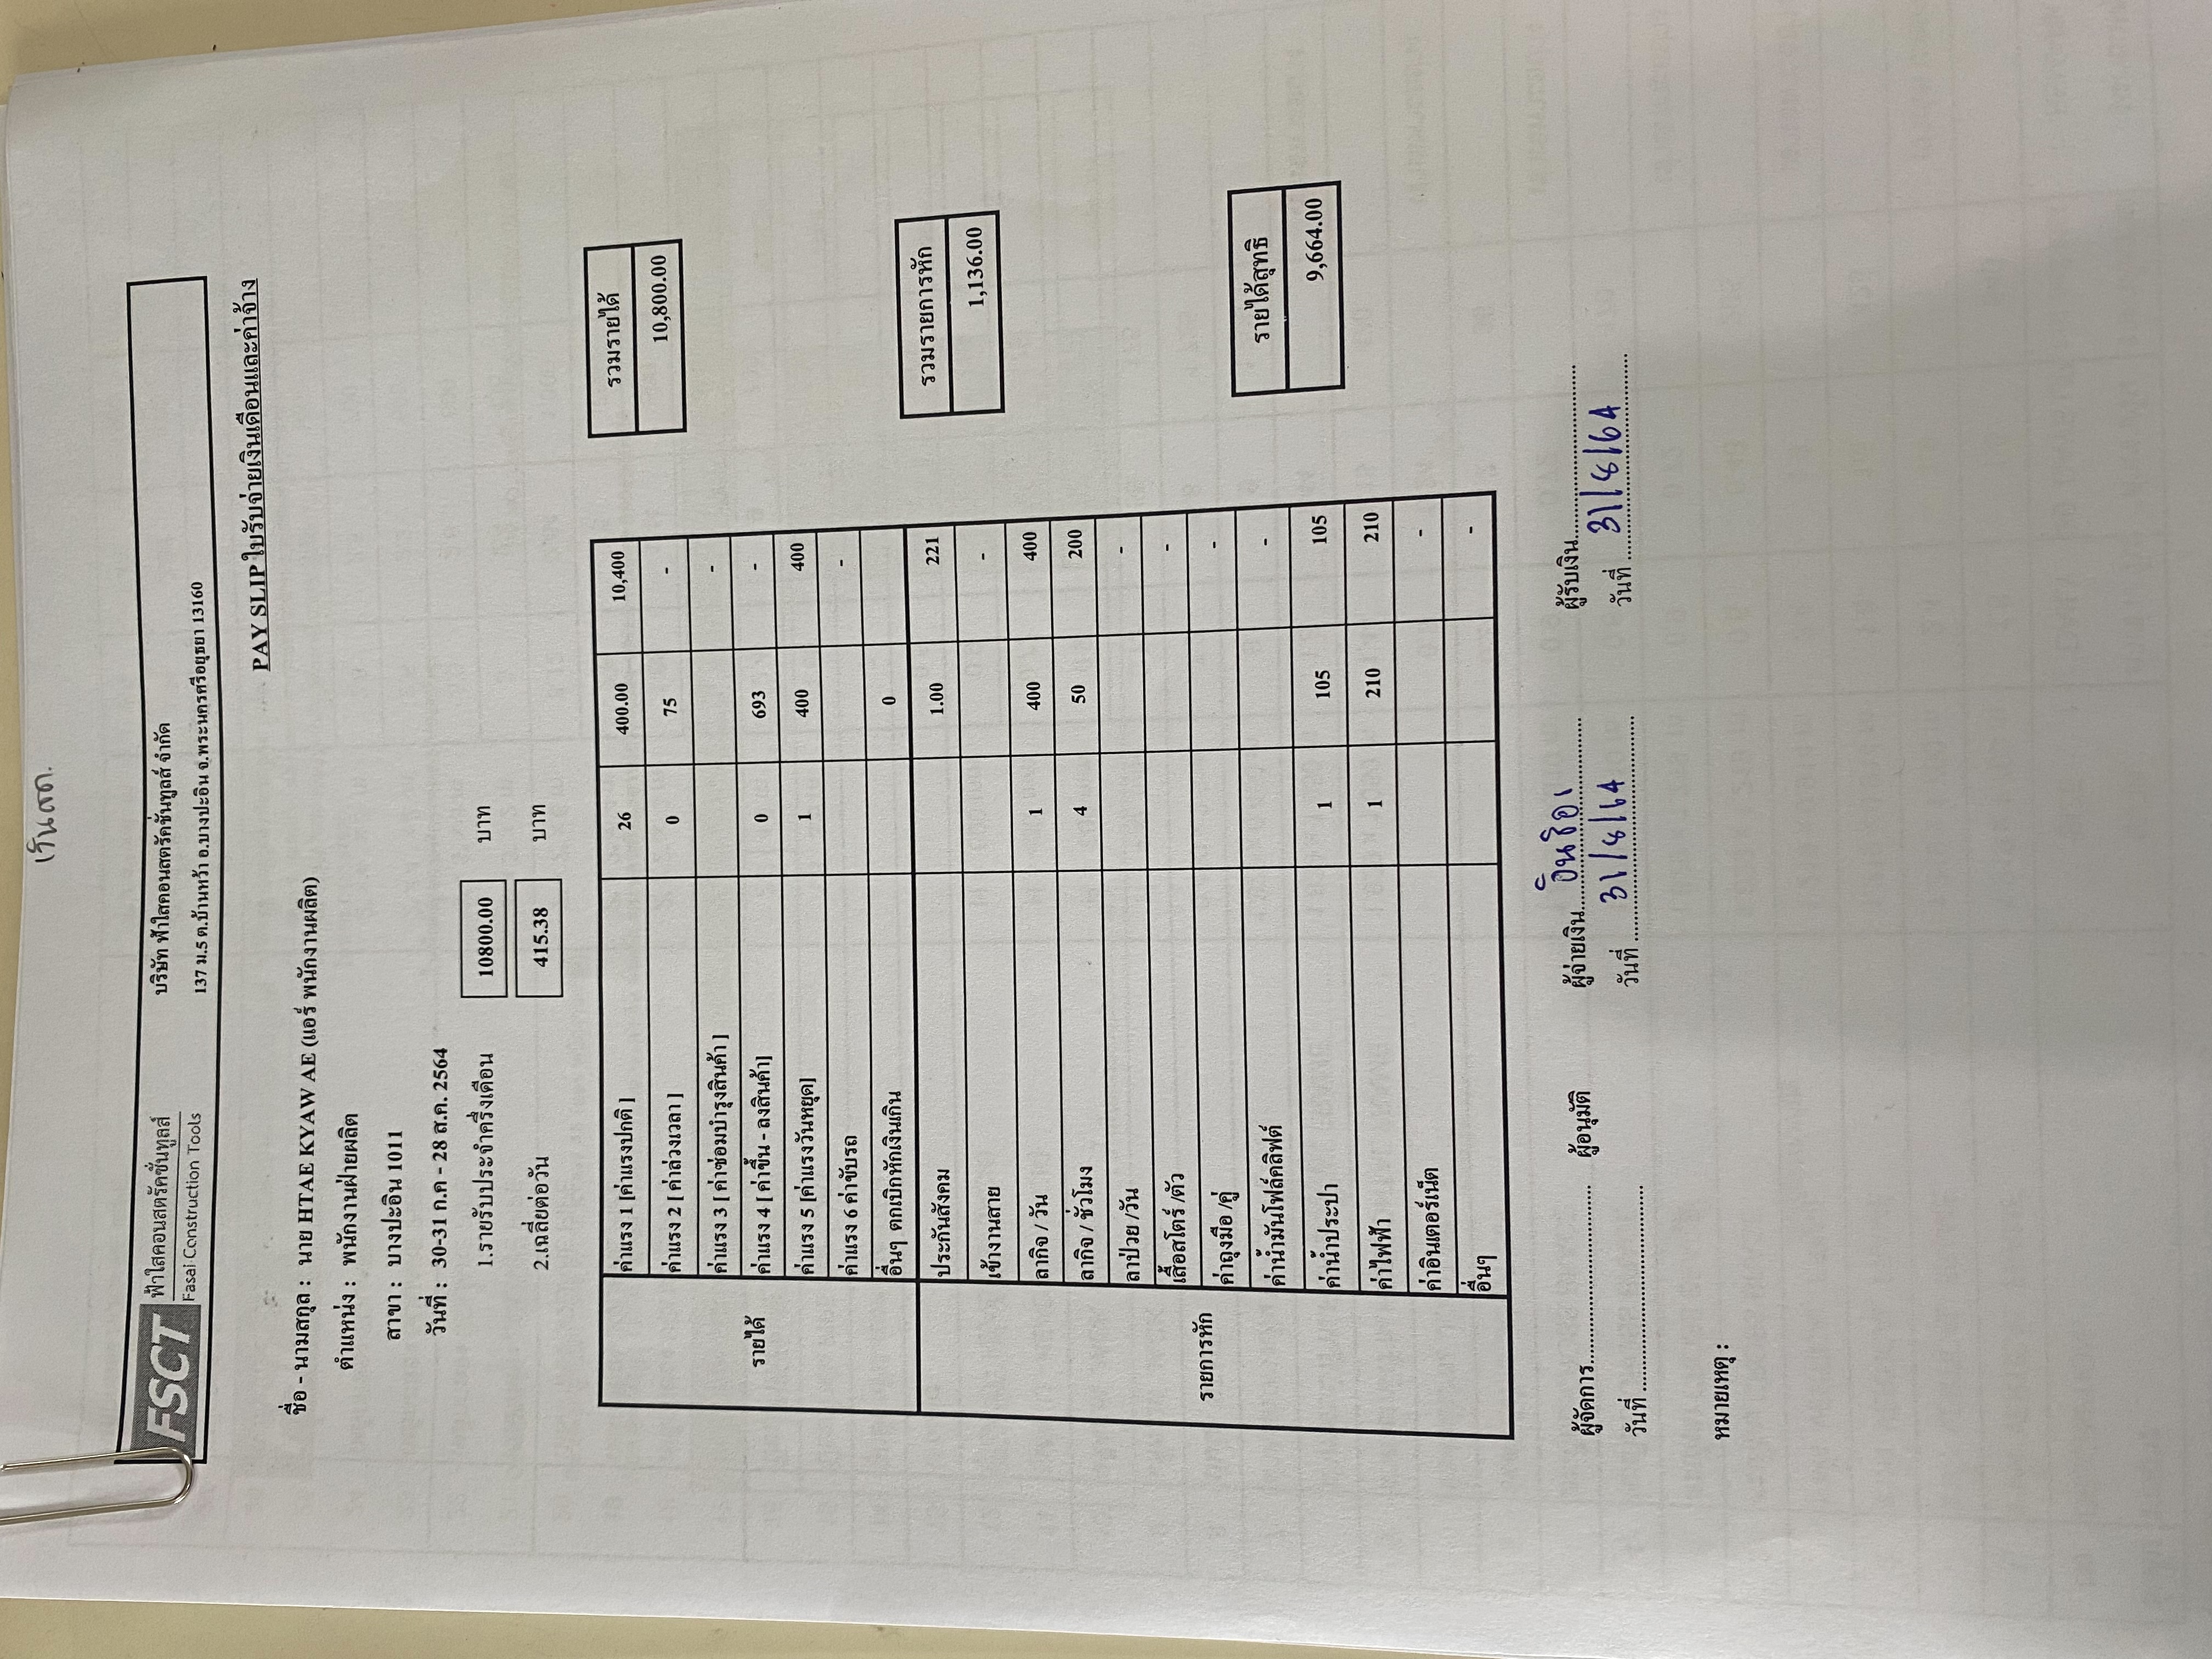 เงินสด.
FSCT ฟ้าใสคอนสตรัคชั่นทูลส์
Fasai Construction Tools
บริษัท ฟ้าใสคอนสตรัคชั่นทูลส์ จำกัด
137 ม.5 ต.บ้านหว้า อ.บางปะอิน จ.พระนครศรีอยุธยา 13160
PAY SLIP ใบรับจ่ายเงินเดือนและค่าจ้าง
ชื่อ - นามสกุล : นาย HTAE KYAW AE (แอร์ พนักงานผลิต)
ตำแหน่ง : พนักงานฝ่ายผลิต
สาขา : บางปะอิน 1011
วันที่ : 30-31 ก.ค - 28 ส.ค. 2564
1.รายรับประจำครึ่งเดือน 10800.00 บาท
2.เฉลี่ยต่อวัน 415.38 บาท
รายได้
ค่าแรง 1 [ค่าแรงปกติ ] 26 400.00 10,400
ค่าแรง 2 [ ค่าล่วงเวลา ] 0 75 -
ค่าแรง 3 [ ค่าซ่อมบำรุงสินค้า ] -
ค่าแรง 4 [ ค่าขึ้น - ลงสินค้า] 0 693 -
ค่าแรง 5 [ค่าแรงวันหยุด] 1 400 400
ค่าแรง 6 ค่าขับรถ -
อื่นๆ ตกเบิกหักเงินเกิน 0
รวมรายได้
10,800.00
รายการหัก
ประกันสังคม 1.00 221
เข้างานสาย -
ลากิจ / วัน 1 400 400
ลากิจ / ชั่วโมง 4 50 200
ลาป่วย /วัน -
เสื้อสโตร์ /ตัว -
ค่าถุงมือ /คู่ -
ค่าน้ำมันโฟล์คลิฟต์ -
ค่าน้ำประปา 1 105 105
ค่าไฟฟ้า 1 210 210
ค่าอินเตอร์เน็ต -
อื่นๆ -
รวมรายการหัก
1,136.00
รายได้สุทธิ
9,664.00
ผู้จัดการ.................................. ผู้อนุมัติ ผู้จ่ายเงิน.................................. ผู้รับเงิน..................................
วันที่ .................................. วันที่ 31/8/64 วันที่ 31/8/64
หมายเหตุ :